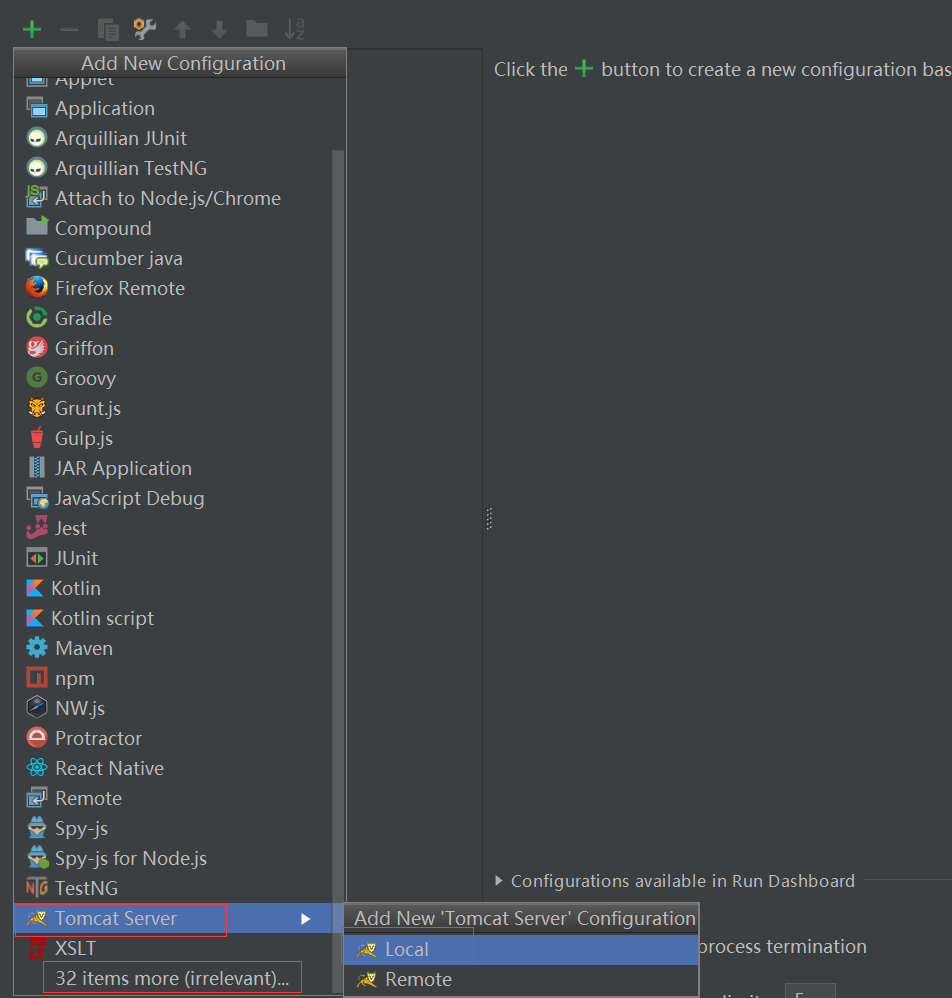 Add New Configuration
Click the + button to create a new configuration bas
Applet
Application
Arquillian JUnit
Arquillian TestNG
Attach to Node.js/Chrome
Compound
Cucumber java
Firefox Remote
Gradle
Griffon
Groovy
Grunt.js
Gulp.js
JAR Application
JavaScript Debug
Jest
JUnit
Kotlin
Kotlin script
Maven
npm
NW.js
Protractor
React Native
Remote
Spy-js
Spy-js for Node.js
TestNG
Configurations available in Run Dashboard
Tomcat Server
Add New 'Tomcat Server' Configuration
XSLT
Local
process termination
32 items more (irrelevant)...
Remote